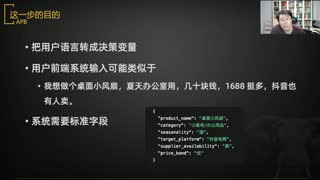 这一步的目的
APB
• 把用户语言转成决策变量
• 用户前端系统输入可能类似于
• 我想做个桌面小风扇，夏天办公室用，几十块钱，1688 挺多，抖音也有人卖。
• 系统需要标准字段
{
"product_name": "桌面小风扇",
"category": "小家电/办公用品",
"seasonality": "强",
"target_platform": "抖音电商",
"supplier_availability": "高",
"price_band": "低"
}